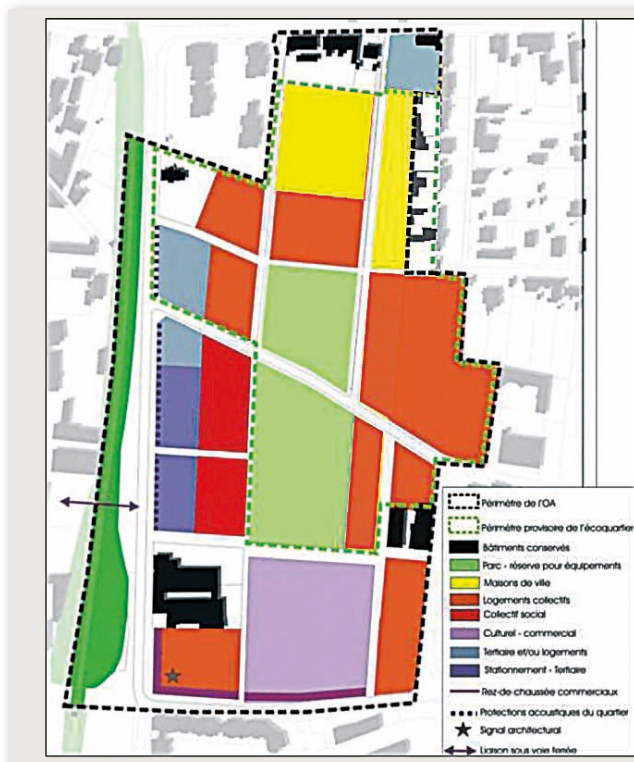 Périmètre de l'OA
Périmètre provisoire de l'écoquartier
Bâtiments conservés
Parc - réserve pour équipements
Maisons de ville
Logements collectifs
Collectif social
Culturel - commercial
Tertiaire et/ou logements
Stationnement - Tertiaire
Rez-de-chaussée commerciaux
Protections acoustiques du quartier
Signal architectural
Liaison sous voie ferrée